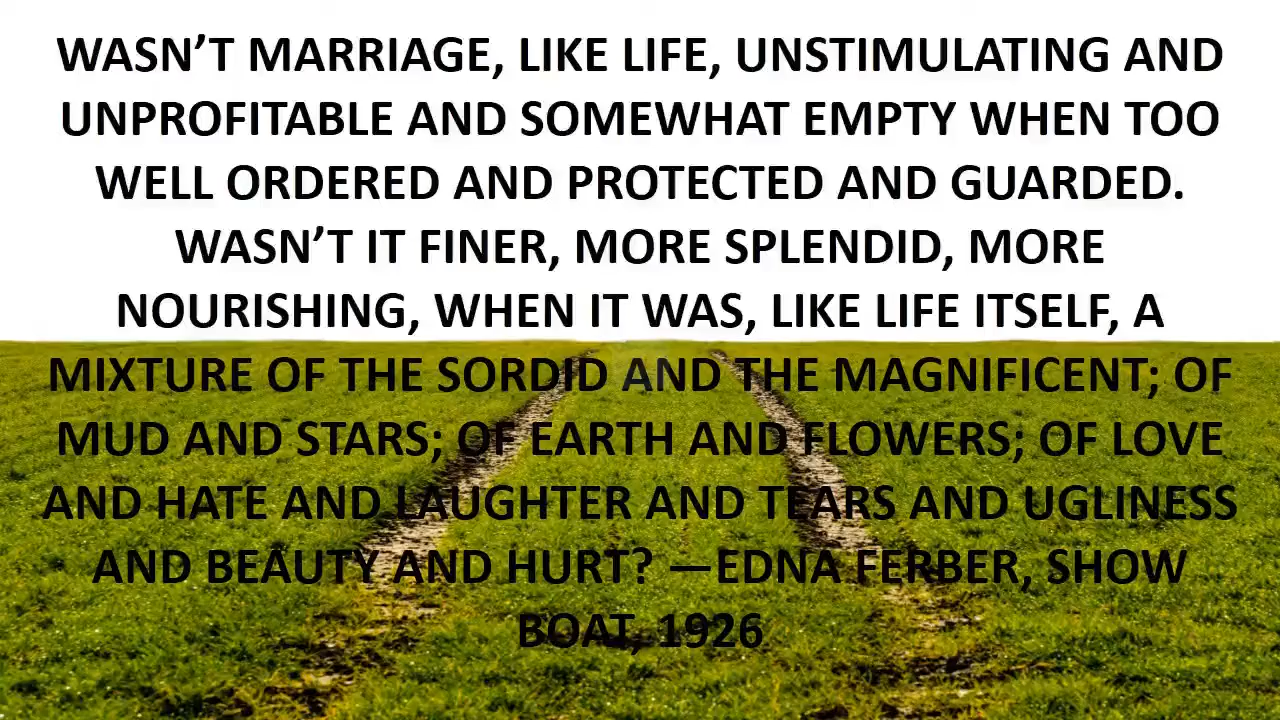 WASN’T MARRIAGE, LIKE LIFE, UNSTIMULATING AND
UNPROFITABLE AND SOMEWHAT EMPTY WHEN TOO
WELL ORDERED AND PROTECTED AND GUARDED.
WASN’T IT FINER, MORE SPLENDID, MORE
NOURISHING, WHEN IT WAS, LIKE LIFE ITSELF, A
MIXTURE OF THE SORDID AND THE MAGNIFICENT; OF
MUD AND STARS; OF EARTH AND FLOWERS; OF LOVE
AND HATE AND LAUGHTER AND TEARS AND UGLINESS
AND BEAUTY AND HURT? —EDNA FERBER, SHOW
BOAT, 1926